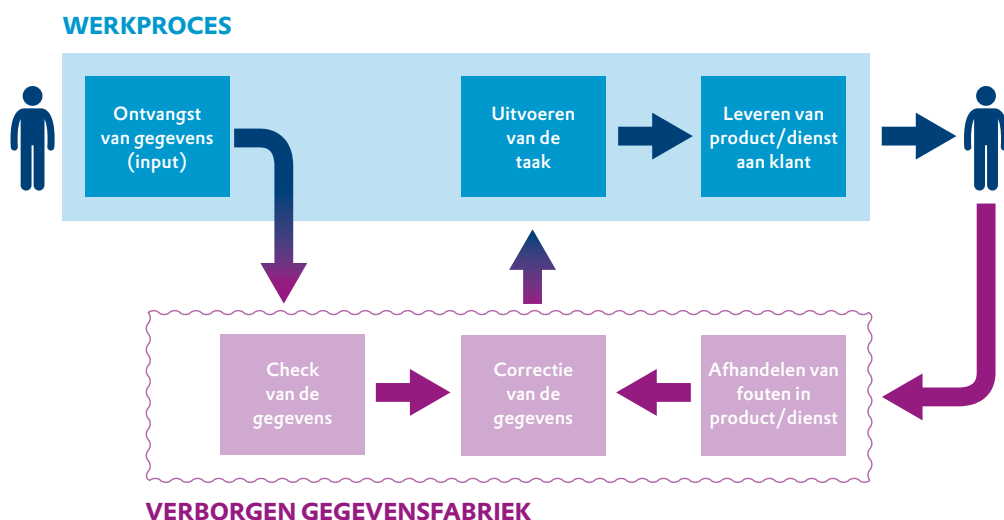 WERKPROCES
Ontvangst
van gegevens
(input)
Uitvoeren
van de
taak
Leveren van
product/dienst
aan klant
Check
van de
gegevens
Correctie
van de
gegevens
Afhandelen van
fouten in
product/dienst
VERBORGEN GEGEVENSFABRIEK